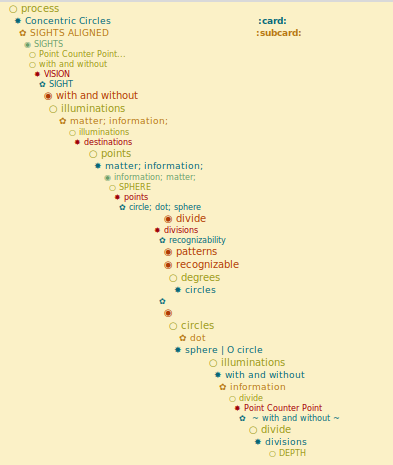 ○ process
✸ Concentric Circles :card:
✿ SIGHTS ALIGNED :subcard:
◉ SIGHTS
○ Point Counter Point...
○ with and without
✸ VISION
✿ SIGHT
◉ with and without
○ illuminations
✿ matter; information;
○ illuminations
✸ destinations
○ points
✸ matter; information;
◉ information; matter;
○ SPHERE
✸ points
✿ circle; dot; sphere
◉ divide
✸ divisions
✿ recognizability
◉ patterns
◉ recognizable
○ degrees
✸ circles
✿
◉
○ circles
✿ dot
✸ sphere | O circle
○ illuminations
✸ with and without
✿ information
○ divide
✸ Point Counter Point
✿ ~ with and without ~
○ divide
✸ divisions
○ DEPTH